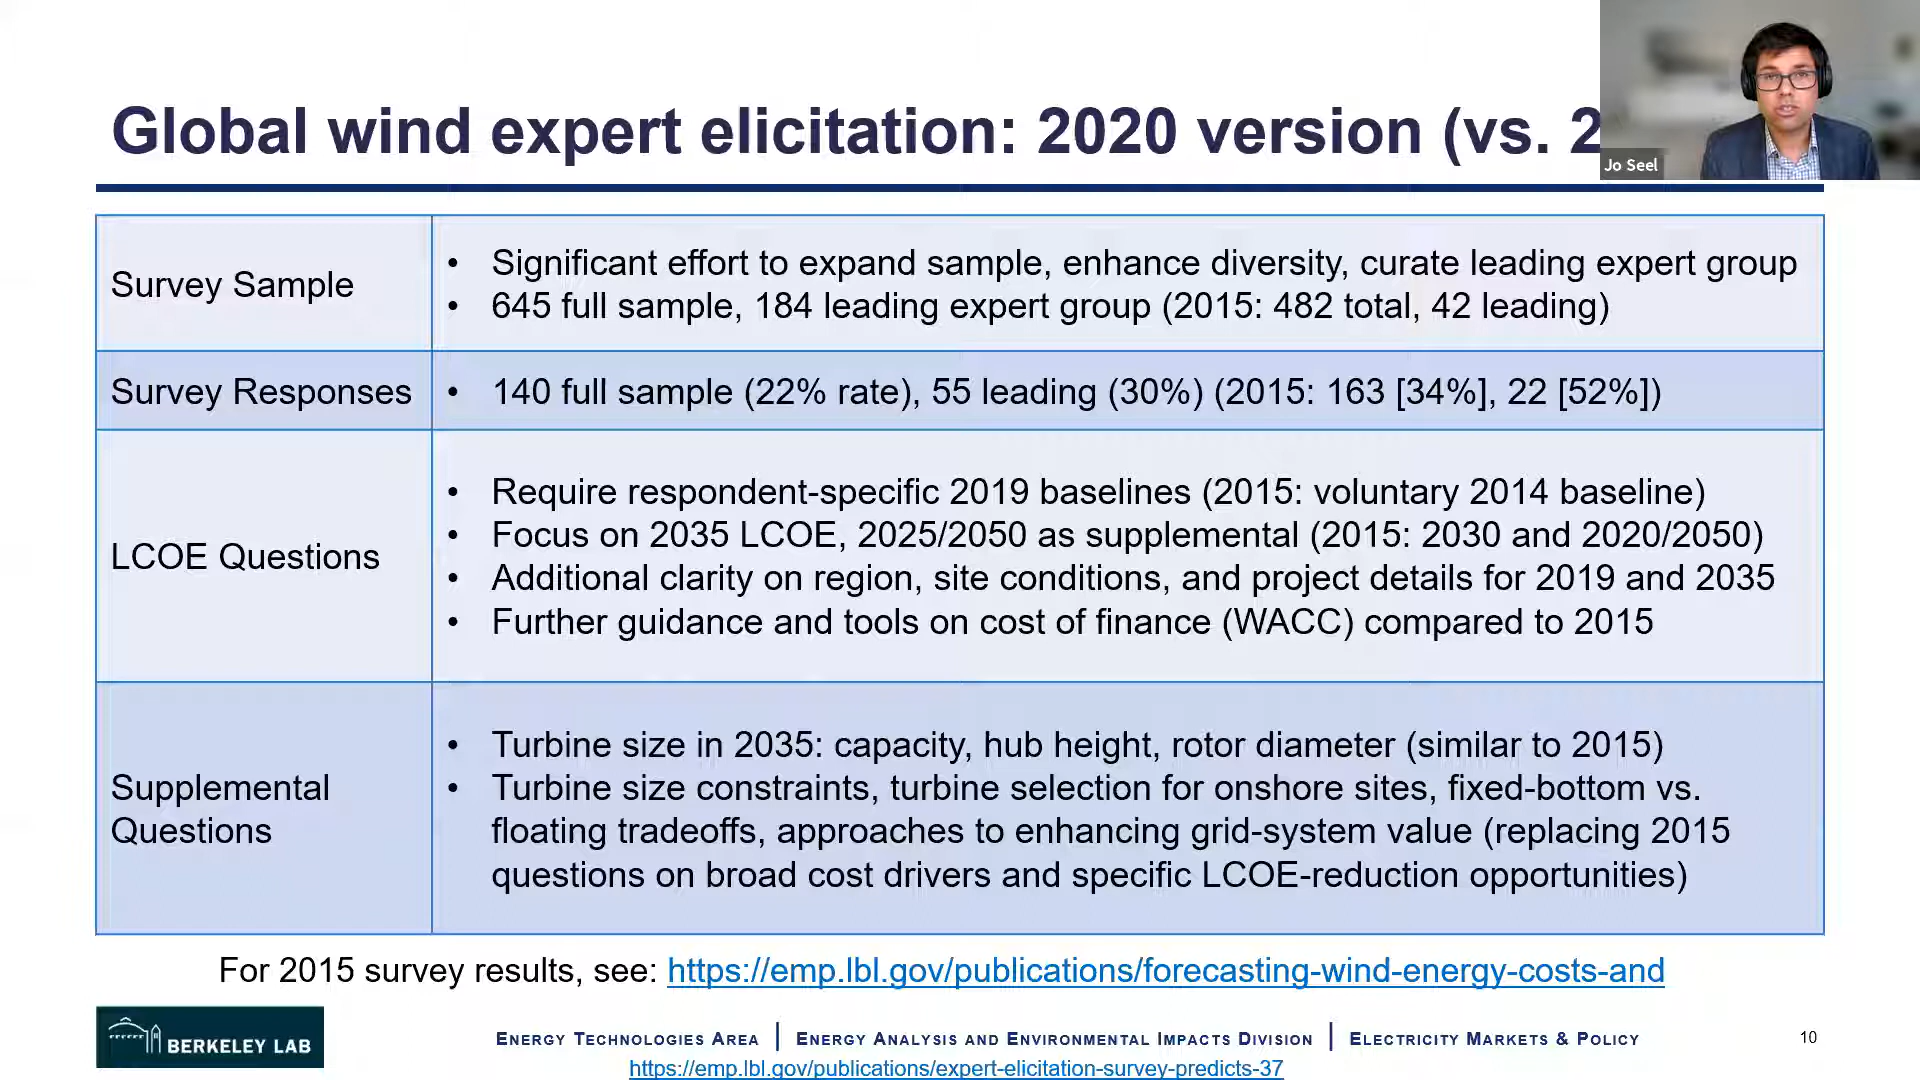 Global wind expert elicitation: 2020 version (vs. 2
Jo Seel
Survey Sample
• Significant effort to expand sample, enhance diversity, curate leading expert group
• 645 full sample, 184 leading expert group (2015: 482 total, 42 leading)
Survey Responses
• 140 full sample (22% rate), 55 leading (30%) (2015: 163 [34%], 22 [52%])
LCOE Questions
• Require respondent-specific 2019 baselines (2015: voluntary 2014 baseline)
• Focus on 2035 LCOE, 2025/2050 as supplemental (2015: 2030 and 2020/2050)
• Additional clarity on region, site conditions, and project details for 2019 and 2035
• Further guidance and tools on cost of finance (WACC) compared to 2015
Supplemental
Questions
• Turbine size in 2035: capacity, hub height, rotor diameter (similar to 2015)
• Turbine size constraints, turbine selection for onshore sites, fixed-bottom vs.
floating tradeoffs, approaches to enhancing grid-system value (replacing 2015
questions on broad cost drivers and specific LCOE-reduction opportunities)
For 2015 survey results, see: https://emp.lbl.gov/publications/forecasting-wind-energy-costs-and
BERKELEY LAB
ENERGY TECHNOLOGIES AREA | ENERGY ANALYSIS AND ENVIRONMENTAL IMPACTS DIVISION | ELECTRICITY MARKETS & POLICY
10
https://emp.lbl.gov/publications/expert-elicitation-survey-predicts-37